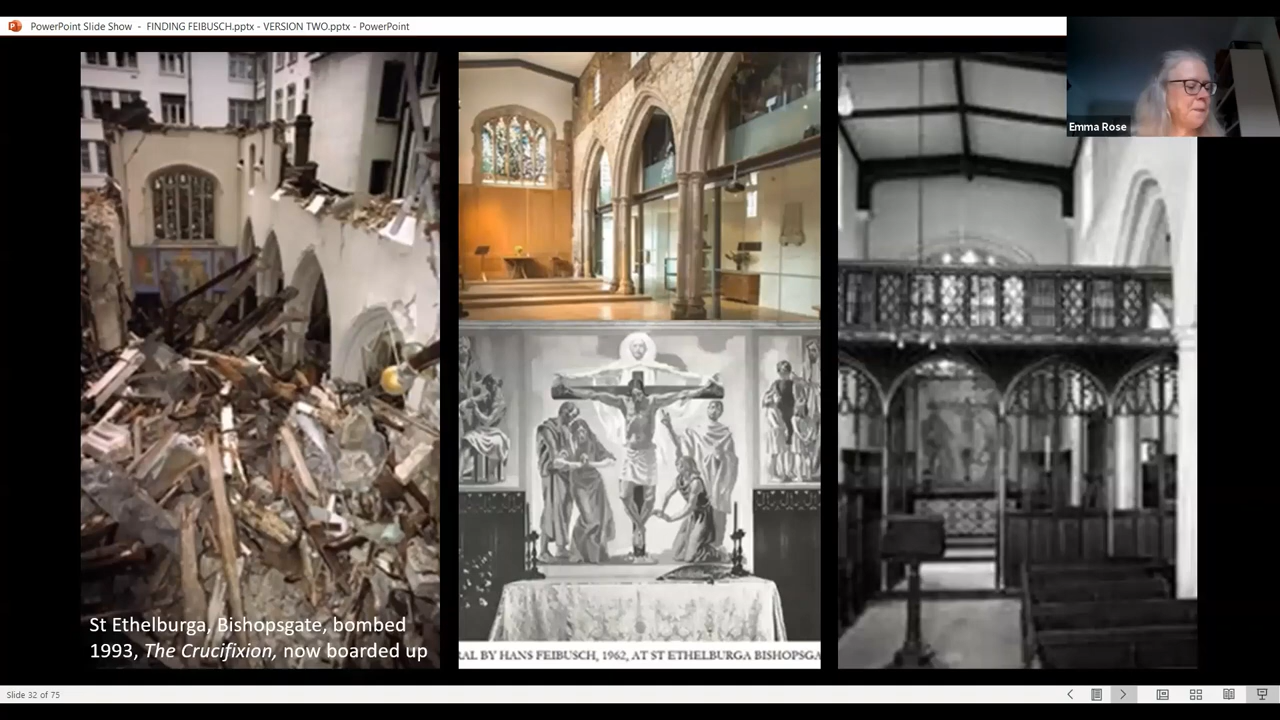 PowerPoint Slide Show - FINDING FEIBUSCH.pptx - VERSION TWO.pptx - PowerPoint
Emma Rose
St Ethelburga, Bishopsgate, bombed
1993, The Crucifixion, now boarded up
RAL BY HANS FEIBUSCH, 1962, AT ST ETHELBURGA BISHOPSGA
Slide 32 of 75